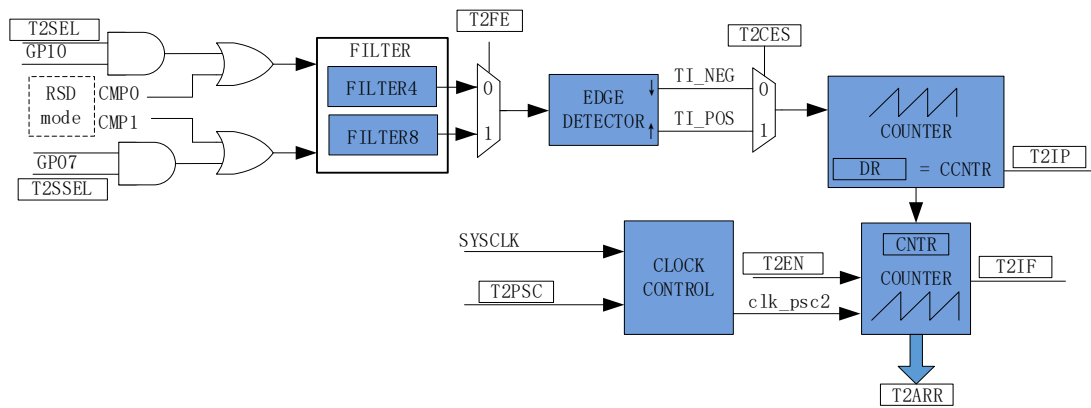 T2SEL
GP10
RSD
mode
CMP0
CMP1
GP07
T2SSEL
FILTER
FILTER4
FILTER8
T2FE
0
1
EDGE
DETECTOR
TI_NEG
TI_POS
T2CES
0
1
COUNTER
DR = CCNTR
T2IP
SYSCLK
T2PSC
CLOCK
CONTROL
T2EN
clk_psc2
CNTR
COUNTER
T2IF
T2ARR